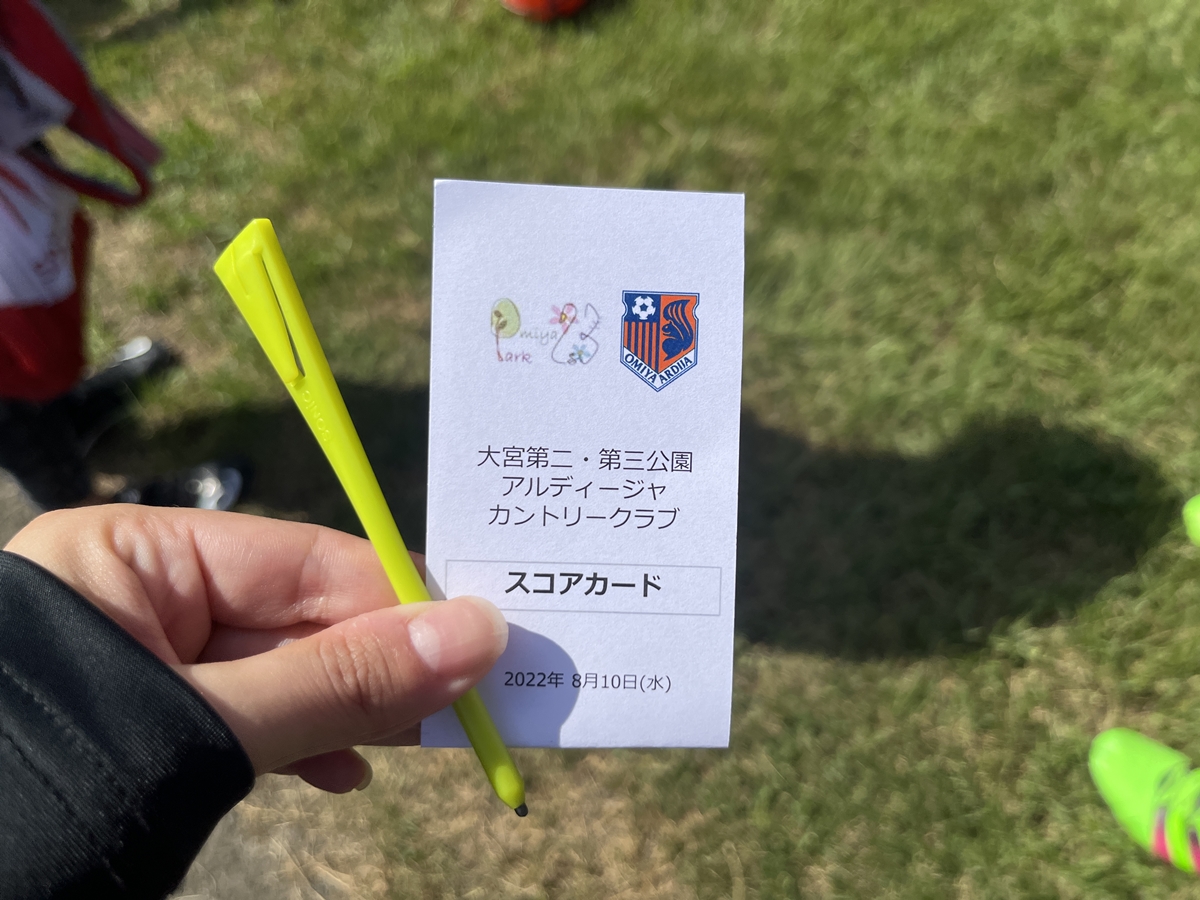 Omiya
Park
OMIYA ARDIJA
大宮第二・第三公園
アルディージャ
カントリークラブ
スコアカード
2022年 8月10日(水)